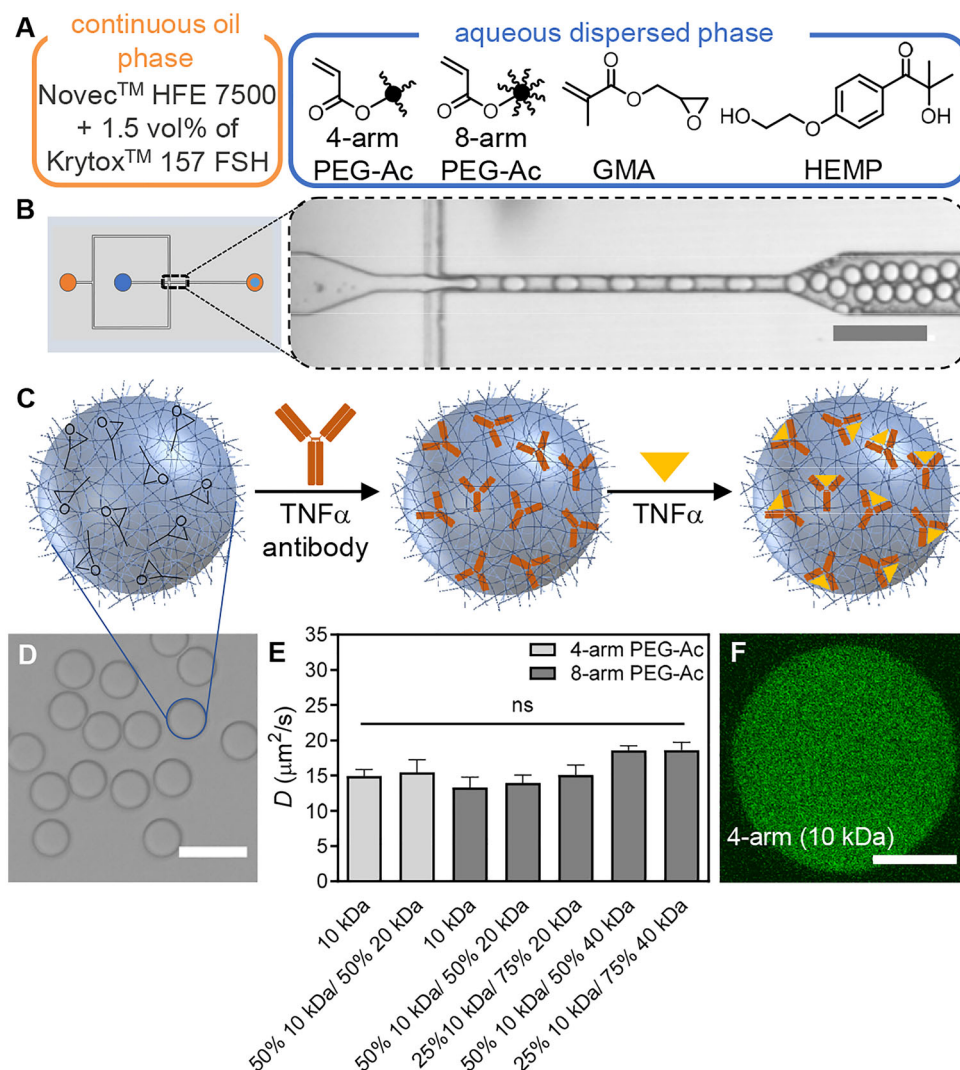 A
continuous oil
phase
Novec™ HFE 7500
+ 1.5 vol% of
Krytox™ 157 FSH
aqueous dispersed phase
O
O
4-arm
PEG-Ac
O
O
8-arm
PEG-Ac
O
O
O
GMA
HO
O
O
OH
HEMP
B
C
O
O
O
O
O
O
O
O
TNFα
antibody
TNFα
D
E
35
30
25
20
15
10
5
0
D (μm²/s)
4-arm PEG-Ac
8-arm PEG-Ac
ns
10 kDa
50% 10 kDa/ 50% 20 kDa
10 kDa
50% 10 kDa/ 50% 20 kDa
25%10 kDa/ 75% 20 kDa
50% 10 kDa/ 50% 40 kDa
25% 10 kDa/ 75% 40 kDa
F
4-arm (10 kDa)